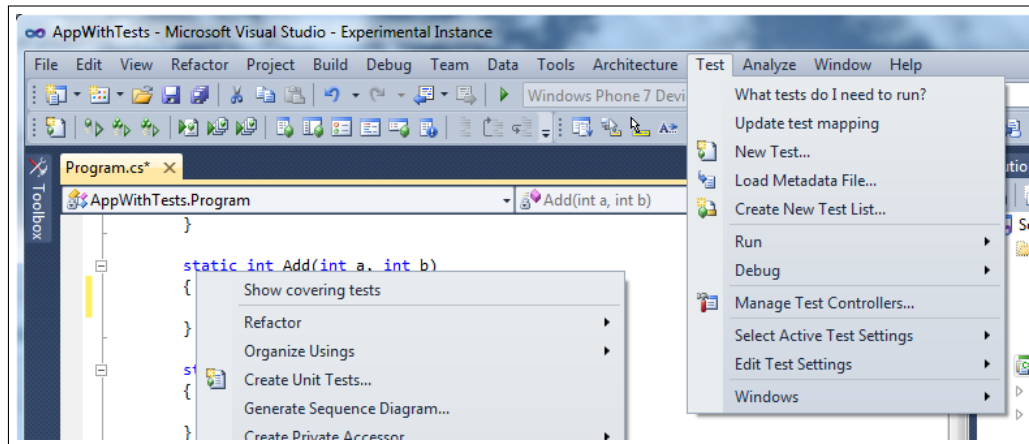 AppWithTests - Microsoft Visual Studio - Experimental Instance
File Edit View Refactor Project Build Debug Team Data Tools Architecture Test Analyze Window Help
Windows Phone 7 Devi
What tests do I need to run?
Update test mapping
New Test...
Load Metadata File...
Create New Test List...
Run
Debug
Manage Test Controllers...
Select Active Test Settings
Edit Test Settings
Windows
Toolbox
Program.cs*
AppWithTests.Program
Add(int a, int b)
}
static int Add(int a, int b)
{
}
st
{
}
Show covering tests
Refactor
Organize Usings
Create Unit Tests...
Generate Sequence Diagram...
Create Private Accessor